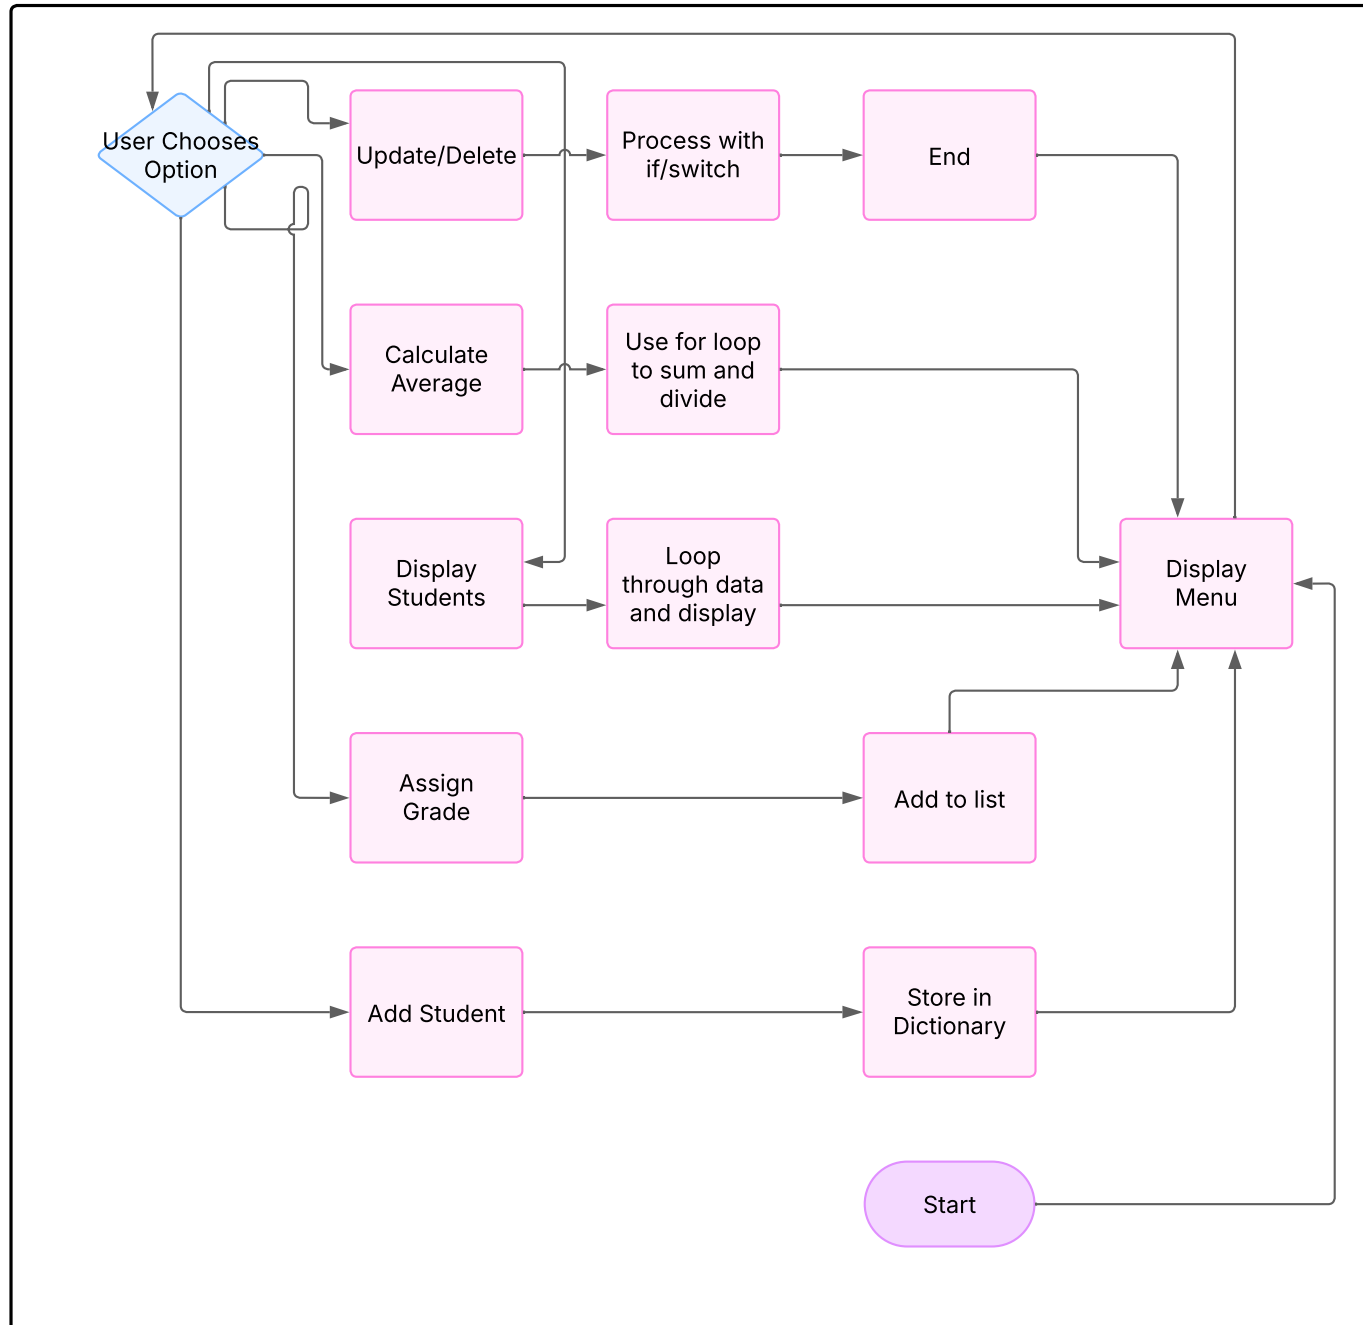 User Chooses
Option
Update/Delete
Process with
if/switch
End
Calculate
Average
Use for loop
to sum and
divide
Display
Students
Loop
through data
and display
Display
Menu
Assign
Grade
Add to list
Add Student
Store in
Dictionary
Start